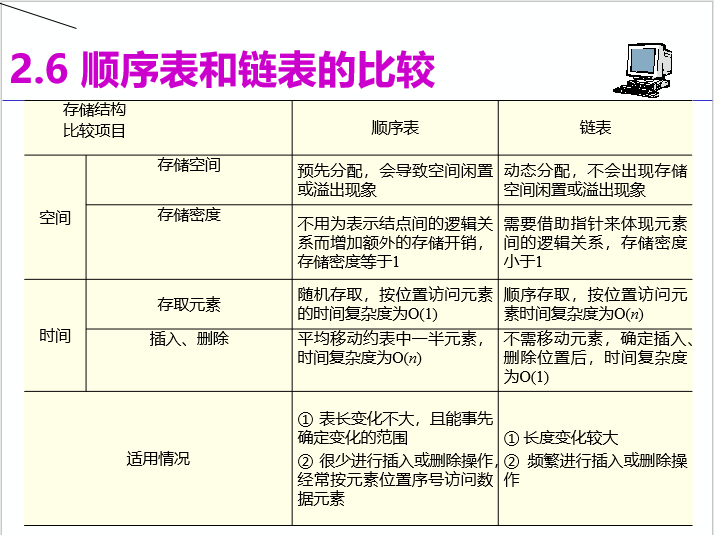 2.6 顺序表和链表的比较
存储结构
比较项目
顺序表
链表
空间
存储空间
预先分配，会导致空间闲置
或溢出现象
动态分配，不会出现存储
空间闲置或溢出现象
存储密度
不用为表示结点间的逻辑关
系而增加额外的存储开销，
存储密度等于1
需要借助指针来体现元素
间的逻辑关系，存储密度
小于1
时间
存取元素
随机存取，按位置访问元素
的时间复杂度为O(1)
顺序存取，按位置访问元
素时间复杂度为O(n)
插入、删除
平均移动约表中一半元素，
时间复杂度为O(n)
不需移动元素，确定插入、
删除位置后，时间复杂度
为O(1)
适用情况
① 表长变化不大，且能事先
确定变化的范围
② 很少进行插入或删除操作，
经常按元素位置序号访问数
据元素
① 长度变化较大
② 频繁进行插入或删除操
作